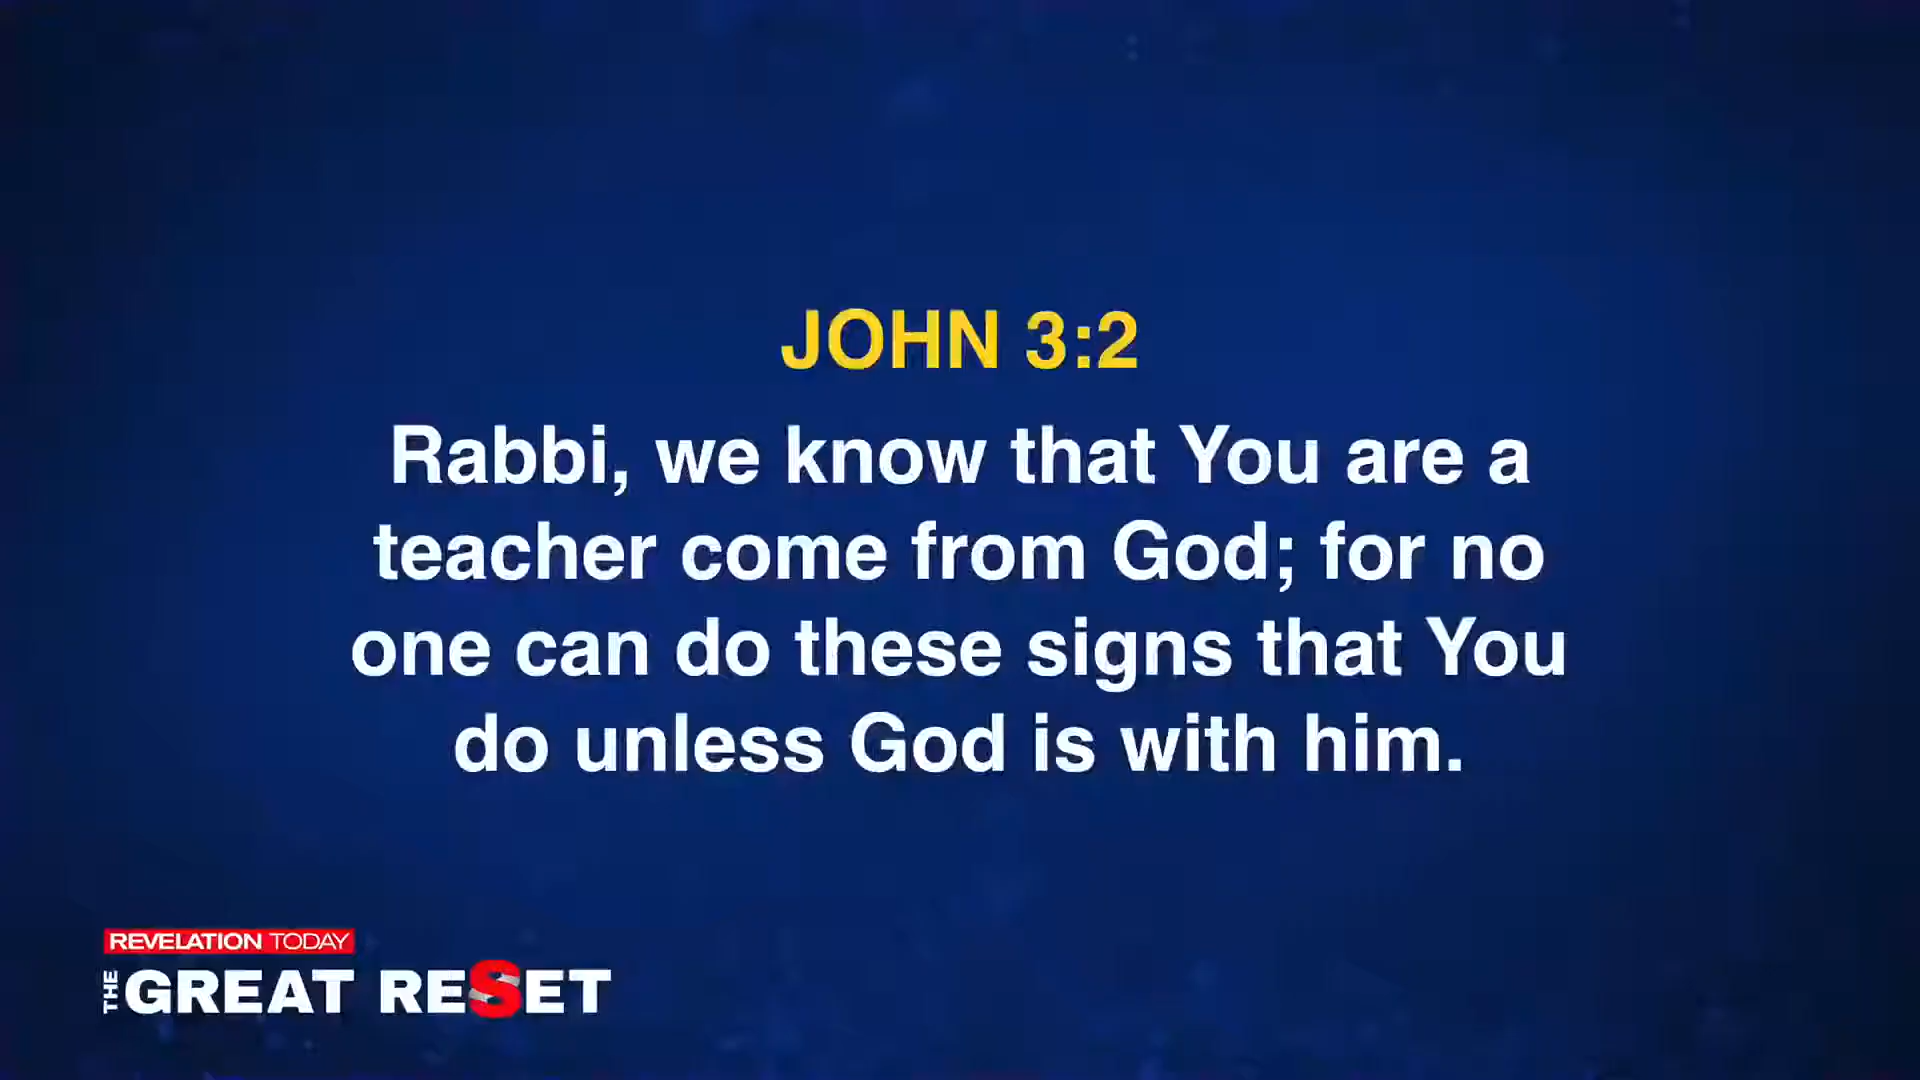 JOHN 3:2
Rabbi, we know that You are a
teacher come from God; for no
one can do these signs that You
do unless God is with him.
REVELATION TODAY
THE GREAT RESET